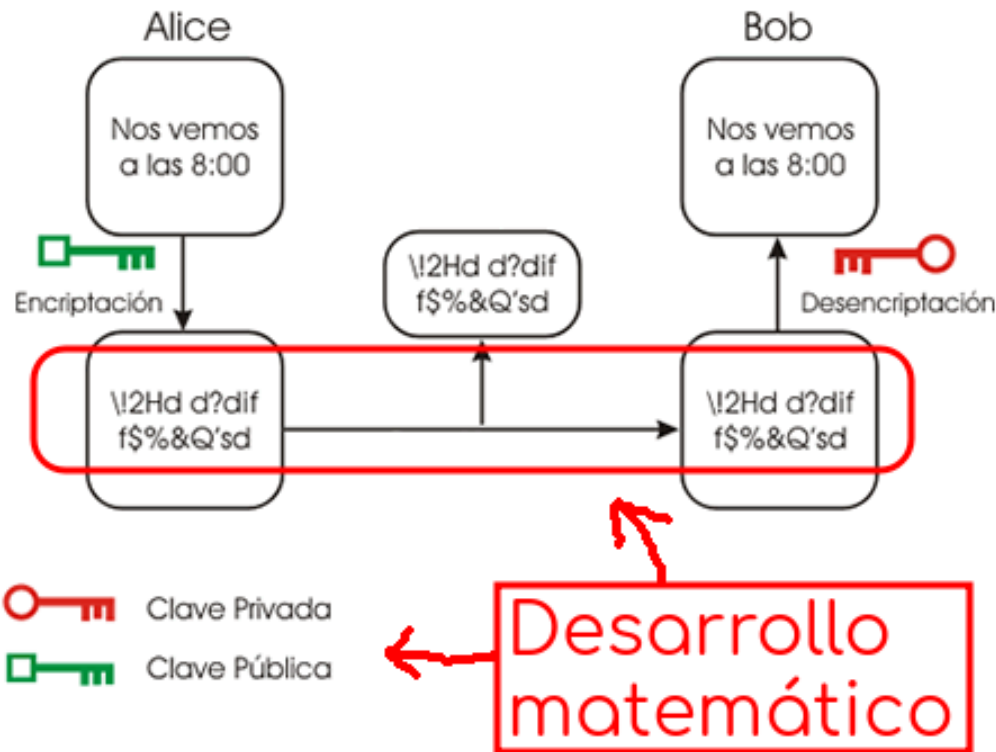 Alice
Bob
Nos vemos
a las 8:00
Nos vemos
a las 8:00
Encriptación
\!2Hd d?dif
f$%&Q'sd
Desencriptación
\!2Hd d?dif
f$%&Q'sd
\!2Hd d?dif
f$%&Q'sd
Clave Privada
Clave Pública
Desarrollo
matemático